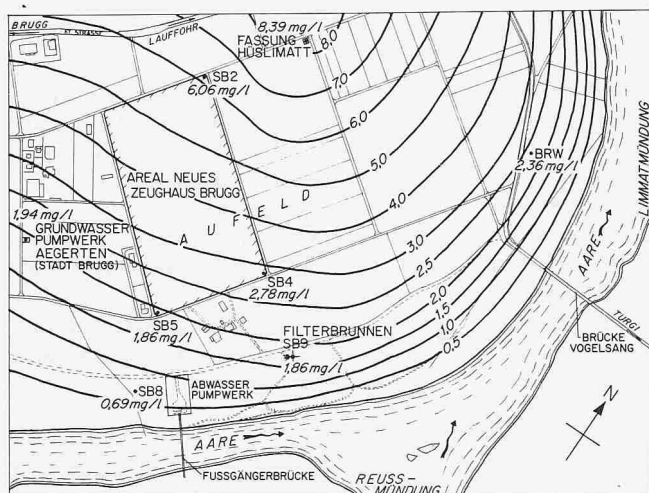 BRUGG
ST. STRASSE
LAUFFOHR
8,39 mg/l
FASSUNG
HÜSLIMATT
8,0
7,0
6,0
5,0
4,0
3,0
2,5
2,0
1,5
1,0
0,5
SB2
6,06 mg/l
BRW
2,36 mg/l
LIMMATMÜNDUNG
AREAL NEUES
ZEUGHAUS BRUGG
AUFELD
1,94 mg/l
GRUNDWASSER
PUMPWERK
AEGERTEN
(STADT BRUGG)
SB4
2,78 mg/l
SB5
1,86 mg/l
FILTERBRUNNEN
SB9
1,86 mg/l
AARE
TURGI
BRÜCKE
VOGELSANG
SB8
0,69 mg/l
ABWASSER
PUMPWERK
N
AARE
FUSSGÄNGERBRÜCKE
REUSS-
MÜNDUNG